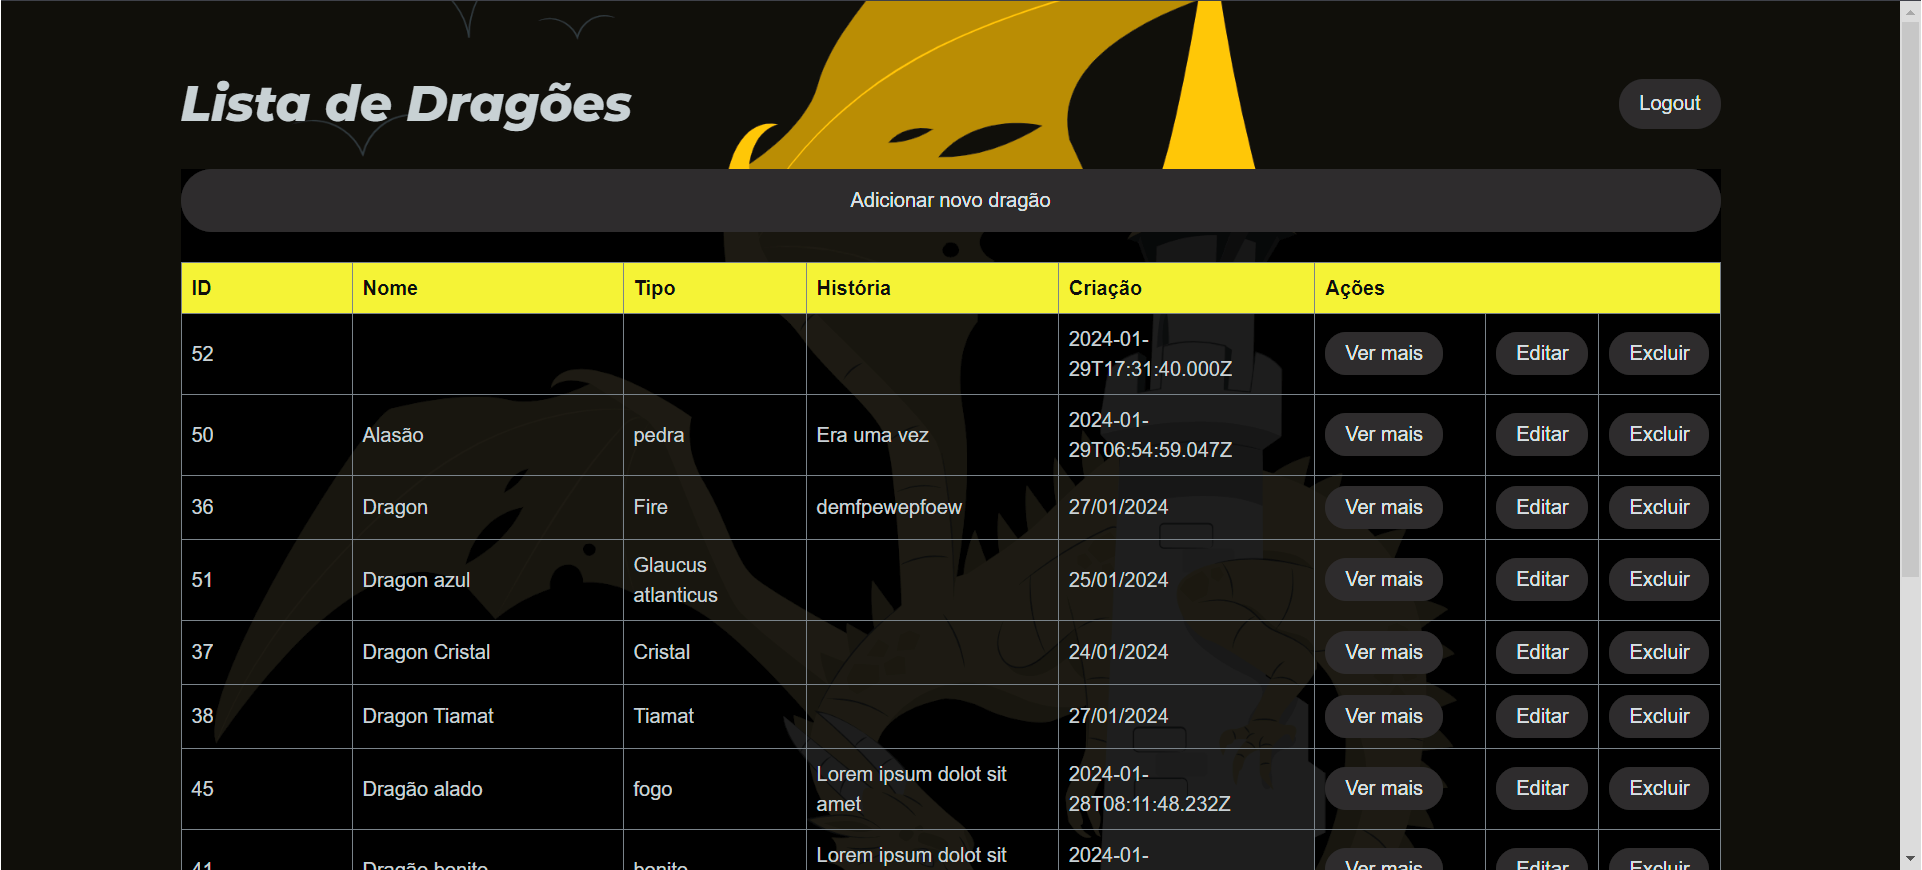 Lista de Dragões
Logout
Adicionar novo dragão
ID Nome Tipo História Criação Ações
52 2024-01-
29T17:31:40.000Z Ver mais Editar Excluir
50 Alasão pedra Era uma vez 2024-01-
29T06:54:59.047Z Ver mais Editar Excluir
36 Dragon Fire demfpewepfoew 27/01/2024 Ver mais Editar Excluir
51 Dragon azul Glaucus
atlanticus 25/01/2024 Ver mais Editar Excluir
37 Dragon Cristal Cristal 24/01/2024 Ver mais Editar Excluir
38 Dragon Tiamat Tiamat 27/01/2024 Ver mais Editar Excluir
45 Dragão alado fogo Lorem ipsum dolot sit
amet 2024-01-
28T08:11:48.232Z Ver mais Editar Excluir
41 Dragão bonito bonito Lorem ipsum dolot sit 2024-01- Ver mais Editar Excluir